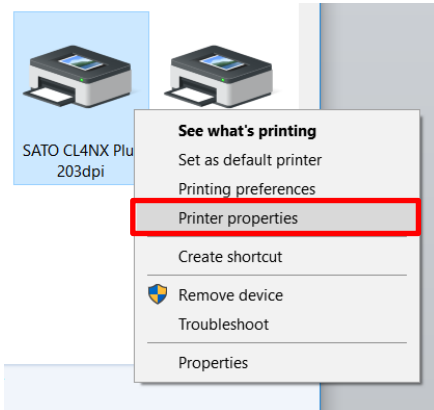 SATO CL4NX Plu
203dpi
See what's printing
Set as default printer
Printing preferences
Printer properties
Create shortcut
Remove device
Troubleshoot
Properties